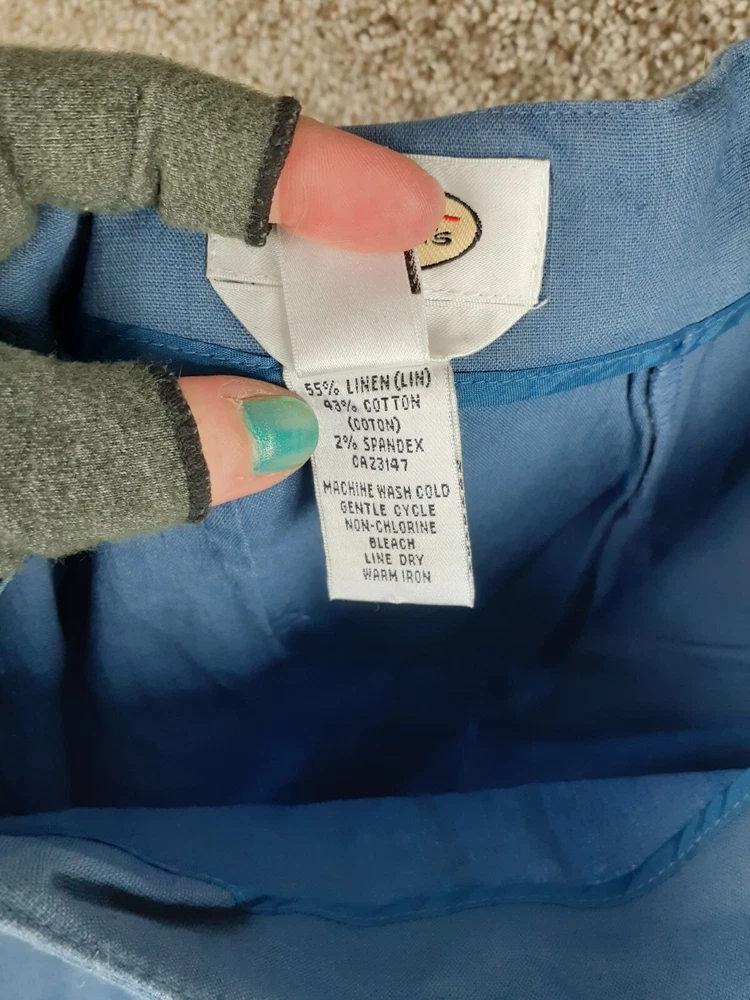 55% LINEN (LIN)
43% COTTON
(COTON)
2% SPANDEX
CA23147
MACHINE WASH COLD
GENTLE CYCLE
NON-CHLORINE
BLEACH
LINE DRY
WARM IRON